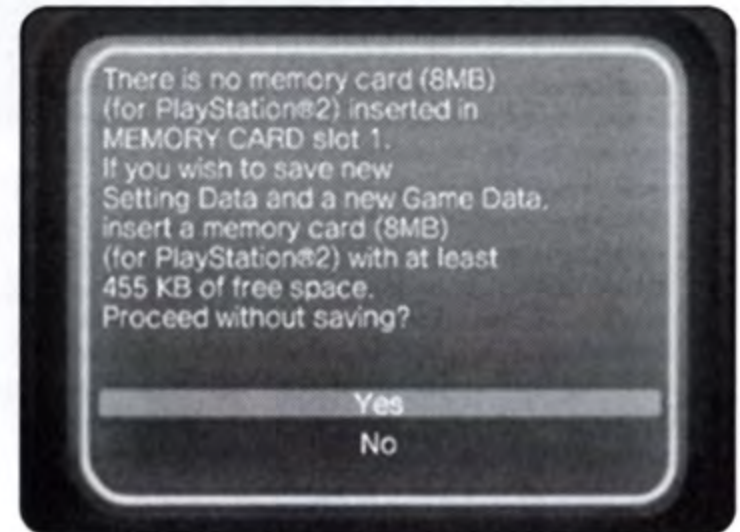 There is no memory card (8MB)
(for PlayStation®2) inserted in
MEMORY CARD slot 1.
If you wish to save new
Setting Data and a new Game Data,
insert a memory card (8MB)
(for PlayStation®2) with at least
455 KB of free space.
Proceed without saving?
Yes
No